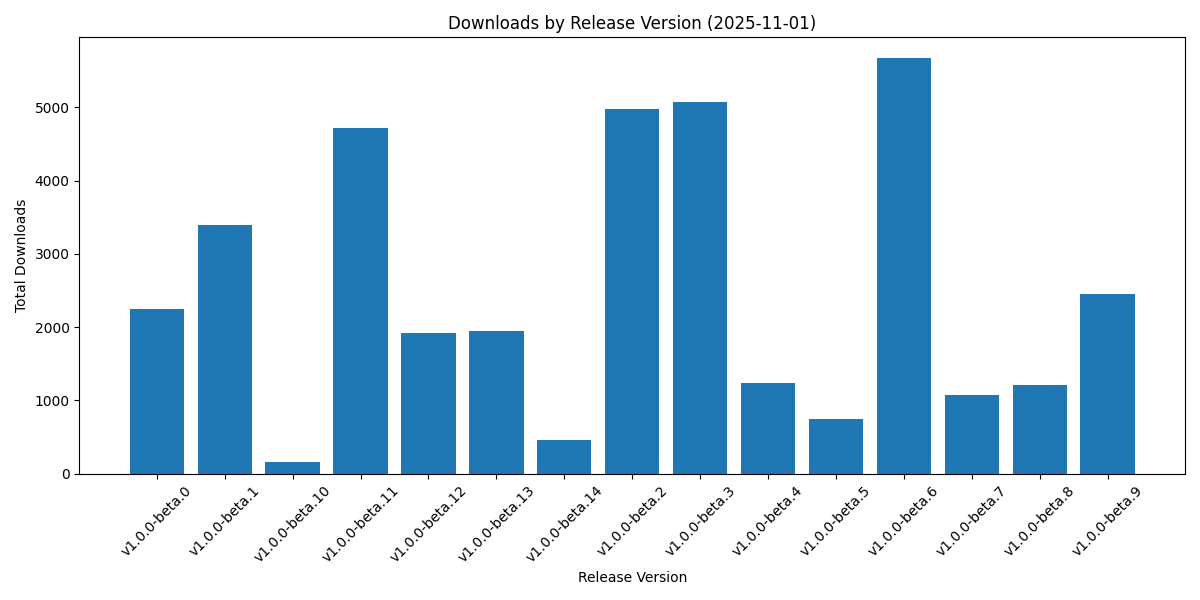 Downloads by Release Version (2025-11-01)
Total Downloads
5000
4000
3000
2000
1000
0
v1.0.0-beta.0
v1.0.0-beta.1
v1.0.0-beta.10
v1.0.0-beta.11
v1.0.0-beta.12
v1.0.0-beta.13
v1.0.0-beta.14
v1.0.0-beta.2
v1.0.0-beta.3
v1.0.0-beta.4
v1.0.0-beta.5
v1.0.0-beta.6
v1.0.0-beta.7
v1.0.0-beta.8
v1.0.0-beta.9
Release Version